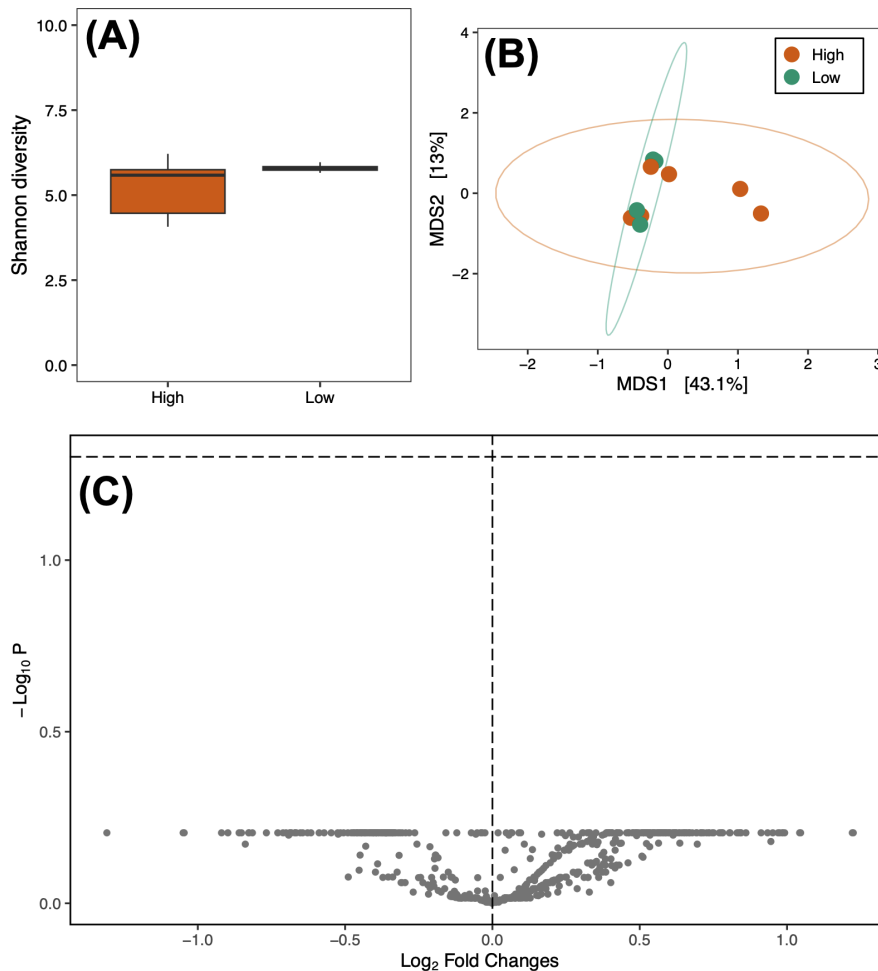 (A)
10.0
7.5
5.0
2.5
0.0
Shannon diversity
High
Low
(B)
High
Low
4
2
0
−2
MDS2 [13%]
−2 −1 0 1 2 3
MDS1 [43.1%]
(C)
1.0
0.5
0.0
−Log₁₀ P
−1.0 −0.5 0.0 0.5 1.0
Log₂ Fold Changes